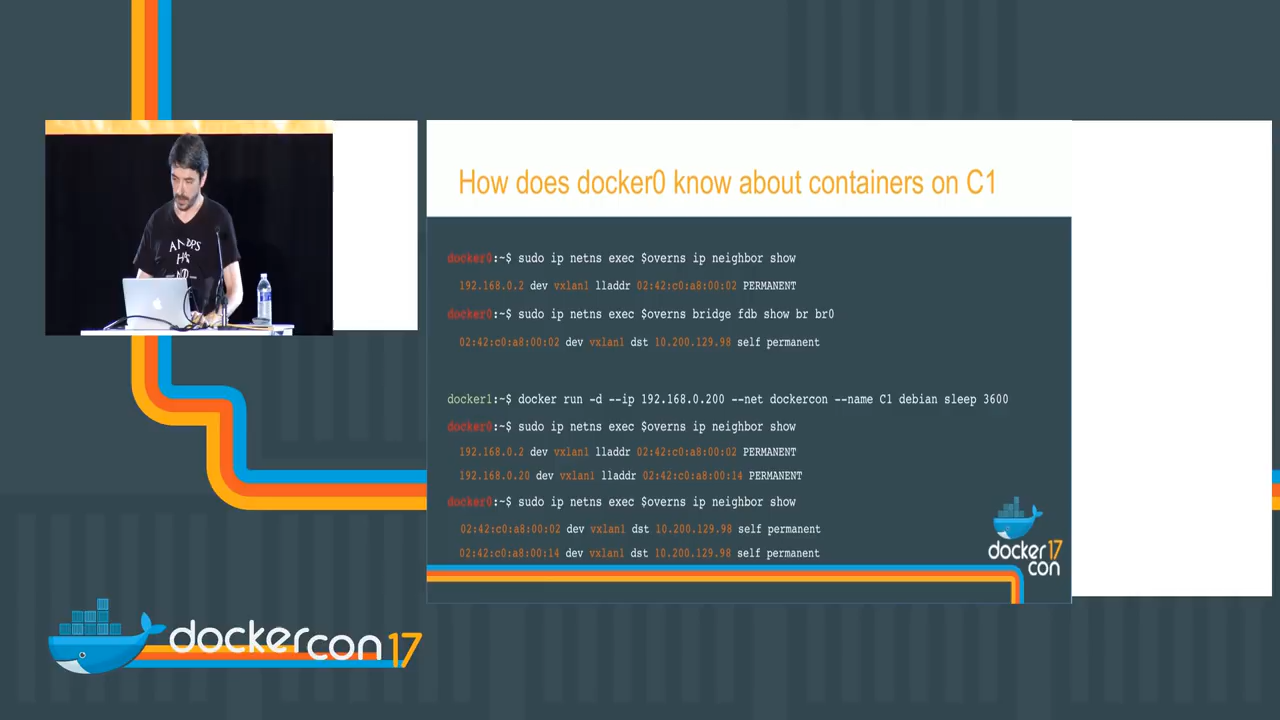 How does docker0 know about containers on C1
docker0:~$ sudo ip netns exec $overns ip neighbor show
192.168.0.2 dev vxlan1 lladdr 02:42:c0:a8:00:02 PERMANENT
docker0:~$ sudo ip netns exec $overns bridge fdb show br br0
02:42:c0:a8:00:02 dev vxlan1 dst 10.200.129.98 self permanent
docker1:~$ docker run -d --ip 192.168.0.200 --net dockercon --name C1 debian sleep 3600
docker0:~$ sudo ip netns exec $overns ip neighbor show
192.168.0.2 dev vxlan1 lladdr 02:42:c0:a8:00:02 PERMANENT
192.168.0.20 dev vxlan1 lladdr 02:42:c0:a8:00:14 PERMANENT
docker0:~$ sudo ip netns exec $overns ip neighbor show
02:42:c0:a8:00:02 dev vxlan1 dst 10.200.129.98 self permanent
02:42:c0:a8:00:14 dev vxlan1 dst 10.200.129.98 self permanent
docker 17
con
dockercon 17